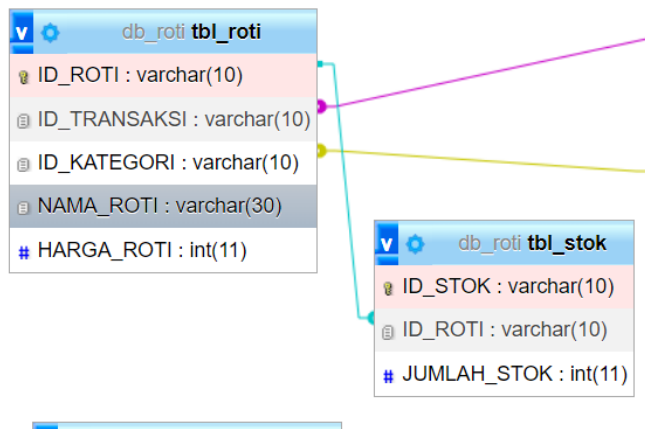 v db_roti tbl_roti
ID_ROTI : varchar(10)
ID_TRANSAKSI : varchar(10)
ID_KATEGORI : varchar(10)
NAMA_ROTI : varchar(30)
# HARGA_ROTI : int(11)
v db_roti tbl_stok
ID_STOK : varchar(10)
ID_ROTI : varchar(10)
# JUMLAH_STOK : int(11)